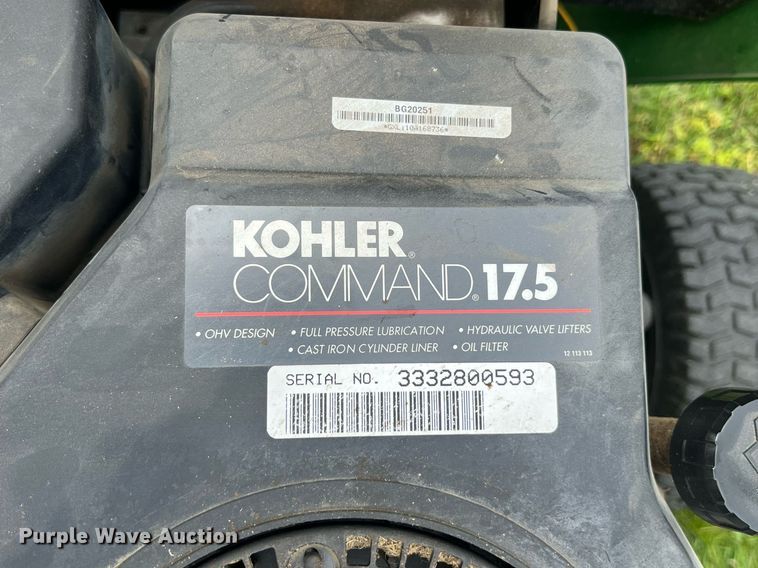 BG20251
*GXL110A168736*
KOHLER®
COMMAND® 17.5
• OHV DESIGN • FULL PRESSURE LUBRICATION • HYDRAULIC VALVE LIFTERS
• CAST IRON CYLINDER LINER • OIL FILTER 12 113 113
SERIAL NO. 3332800593
Purple Wave Auction®